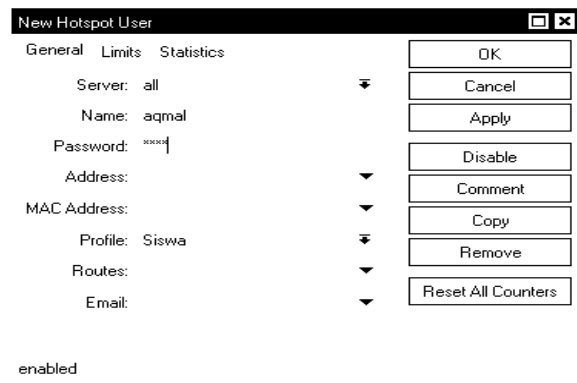 New Hotspot User
General Limits Statistics
Server: all
Name: aqmal
Password: ****
Address:
MAC Address:
Profile: Siswa
Routes:
Email:
OK
Cancel
Apply
Disable
Comment
Copy
Remove
Reset All Counters
enabled